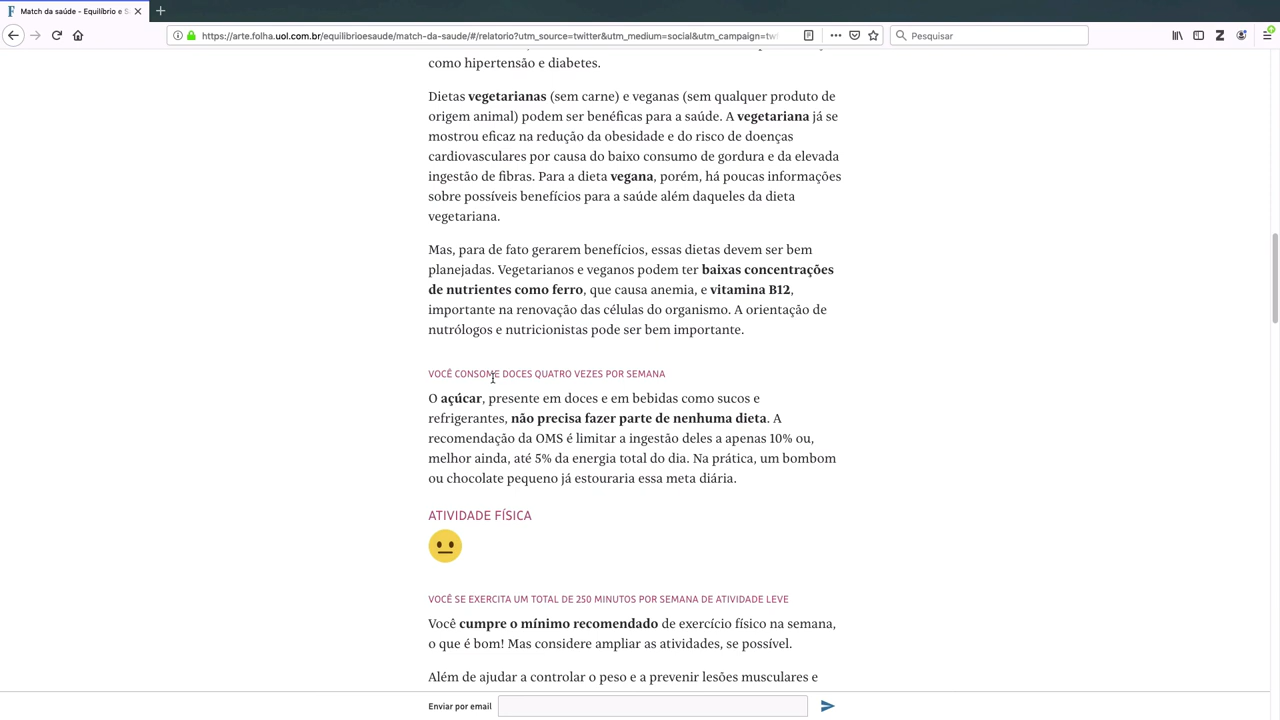 Match da saúde - Equilíbrio e S
https://arte.folha.uol.com.br/equilibrioesaude/match-da-saude/#/relatorio?utm_source=twitter&utm_medium=social&utm_campaign=tw
Pesquisar
como hipertensão e diabetes.
Dietas vegetarianas (sem carne) e veganas (sem qualquer produto de
origem animal) podem ser benéficas para a saúde. A vegetariana já se
mostrou eficaz na redução da obesidade e do risco de doenças
cardiovasculares por causa do baixo consumo de gordura e da elevada
ingestão de fibras. Para a dieta vegana, porém, há poucas informações
sobre possíveis benefícios para a saúde além daqueles da dieta
vegetariana.
Mas, para de fato gerarem benefícios, essas dietas devem ser bem
planejadas. Vegetarianos e veganos podem ter baixas concentrações
de nutrientes como ferro, que causa anemia, e vitamina B12,
importante na renovação das células do organismo. A orientação de
nutrólogos e nutricionistas pode ser bem importante.
VOCÊ CONSOME DOCES QUATRO VEZES POR SEMANA
O açúcar, presente em doces e em bebidas como sucos e
refrigerantes, não precisa fazer parte de nenhuma dieta. A
recomendação da OMS é limitar a ingestão deles a apenas 10% ou,
melhor ainda, até 5% da energia total do dia. Na prática, um bombom
ou chocolate pequeno já estouraria essa meta diária.
ATIVIDADE FÍSICA
VOCÊ SE EXERCITA UM TOTAL DE 250 MINUTOS POR SEMANA DE ATIVIDADE LEVE
Você cumpre o mínimo recomendado de exercício físico na semana,
o que é bom! Mas considere ampliar as atividades, se possível.
Além de ajudar a controlar o peso e a prevenir lesões musculares e
Enviar por email